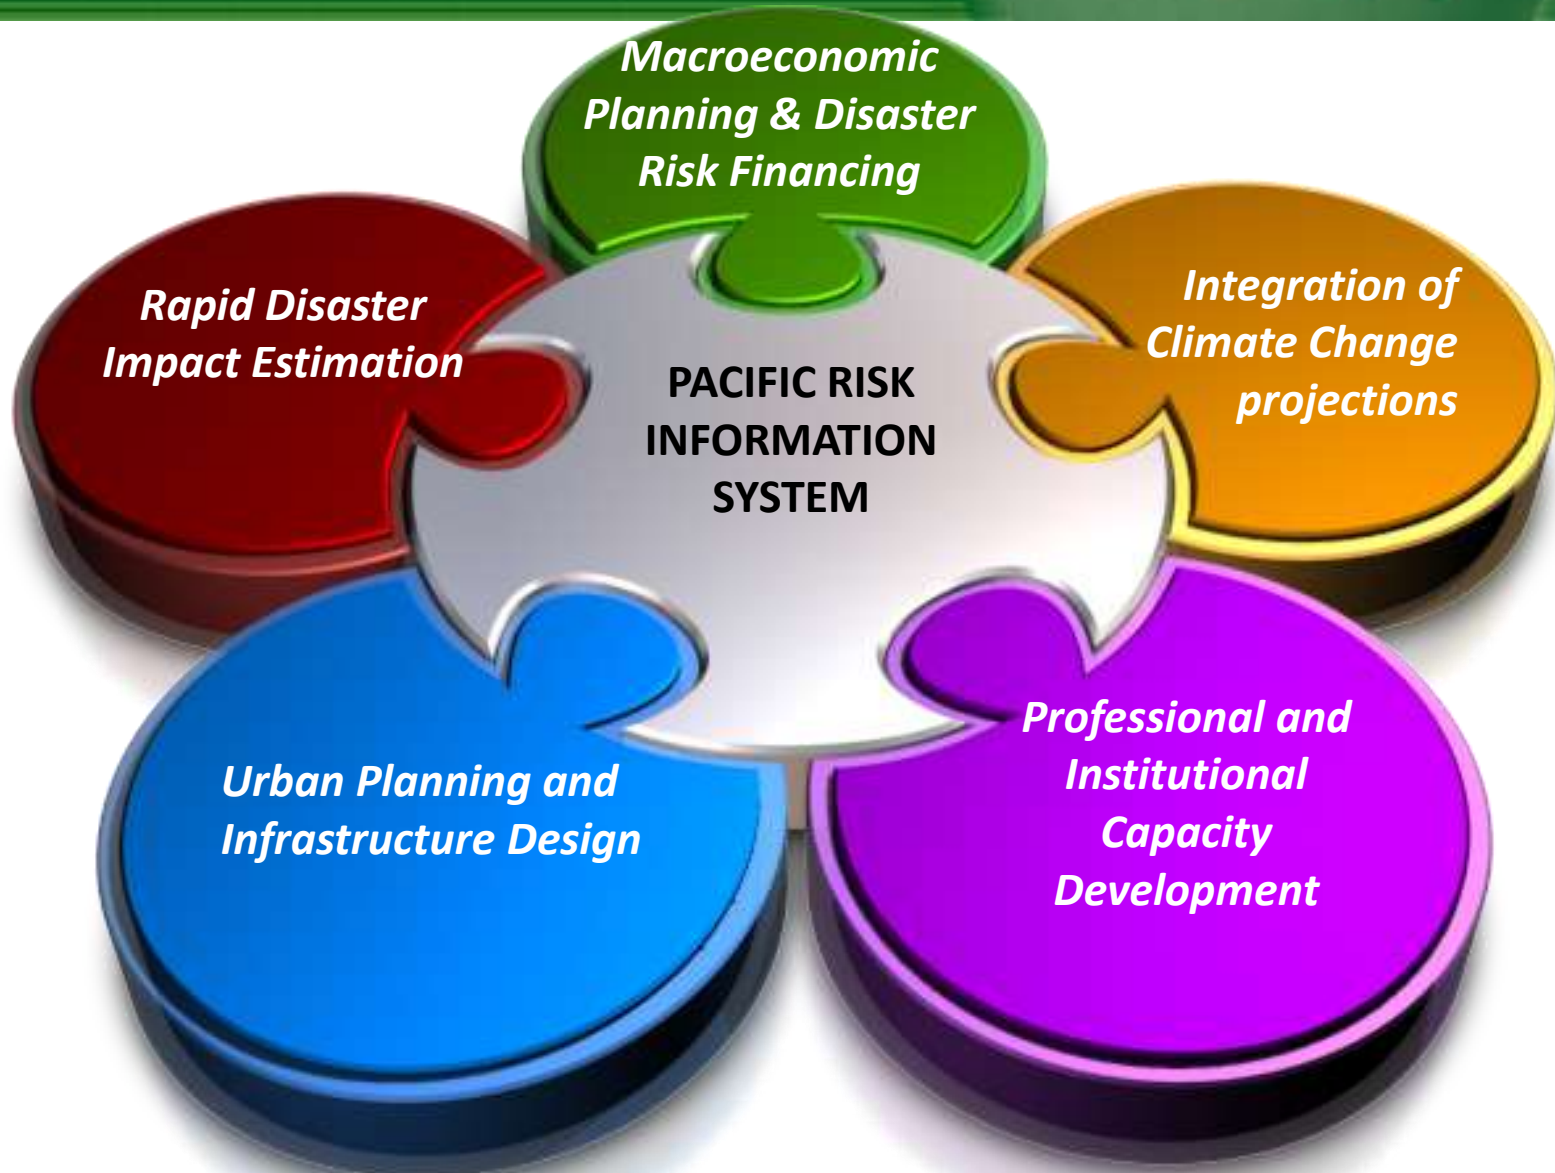 Macroeconomic
Planning & Disaster
Risk Financing
Rapid Disaster
Impact Estimation
Integration of
Climate Change
projections
PACIFIC RISK
INFORMATION
SYSTEM
Urban Planning and
Infrastructure Design
Professional and
Institutional
Capacity
Development